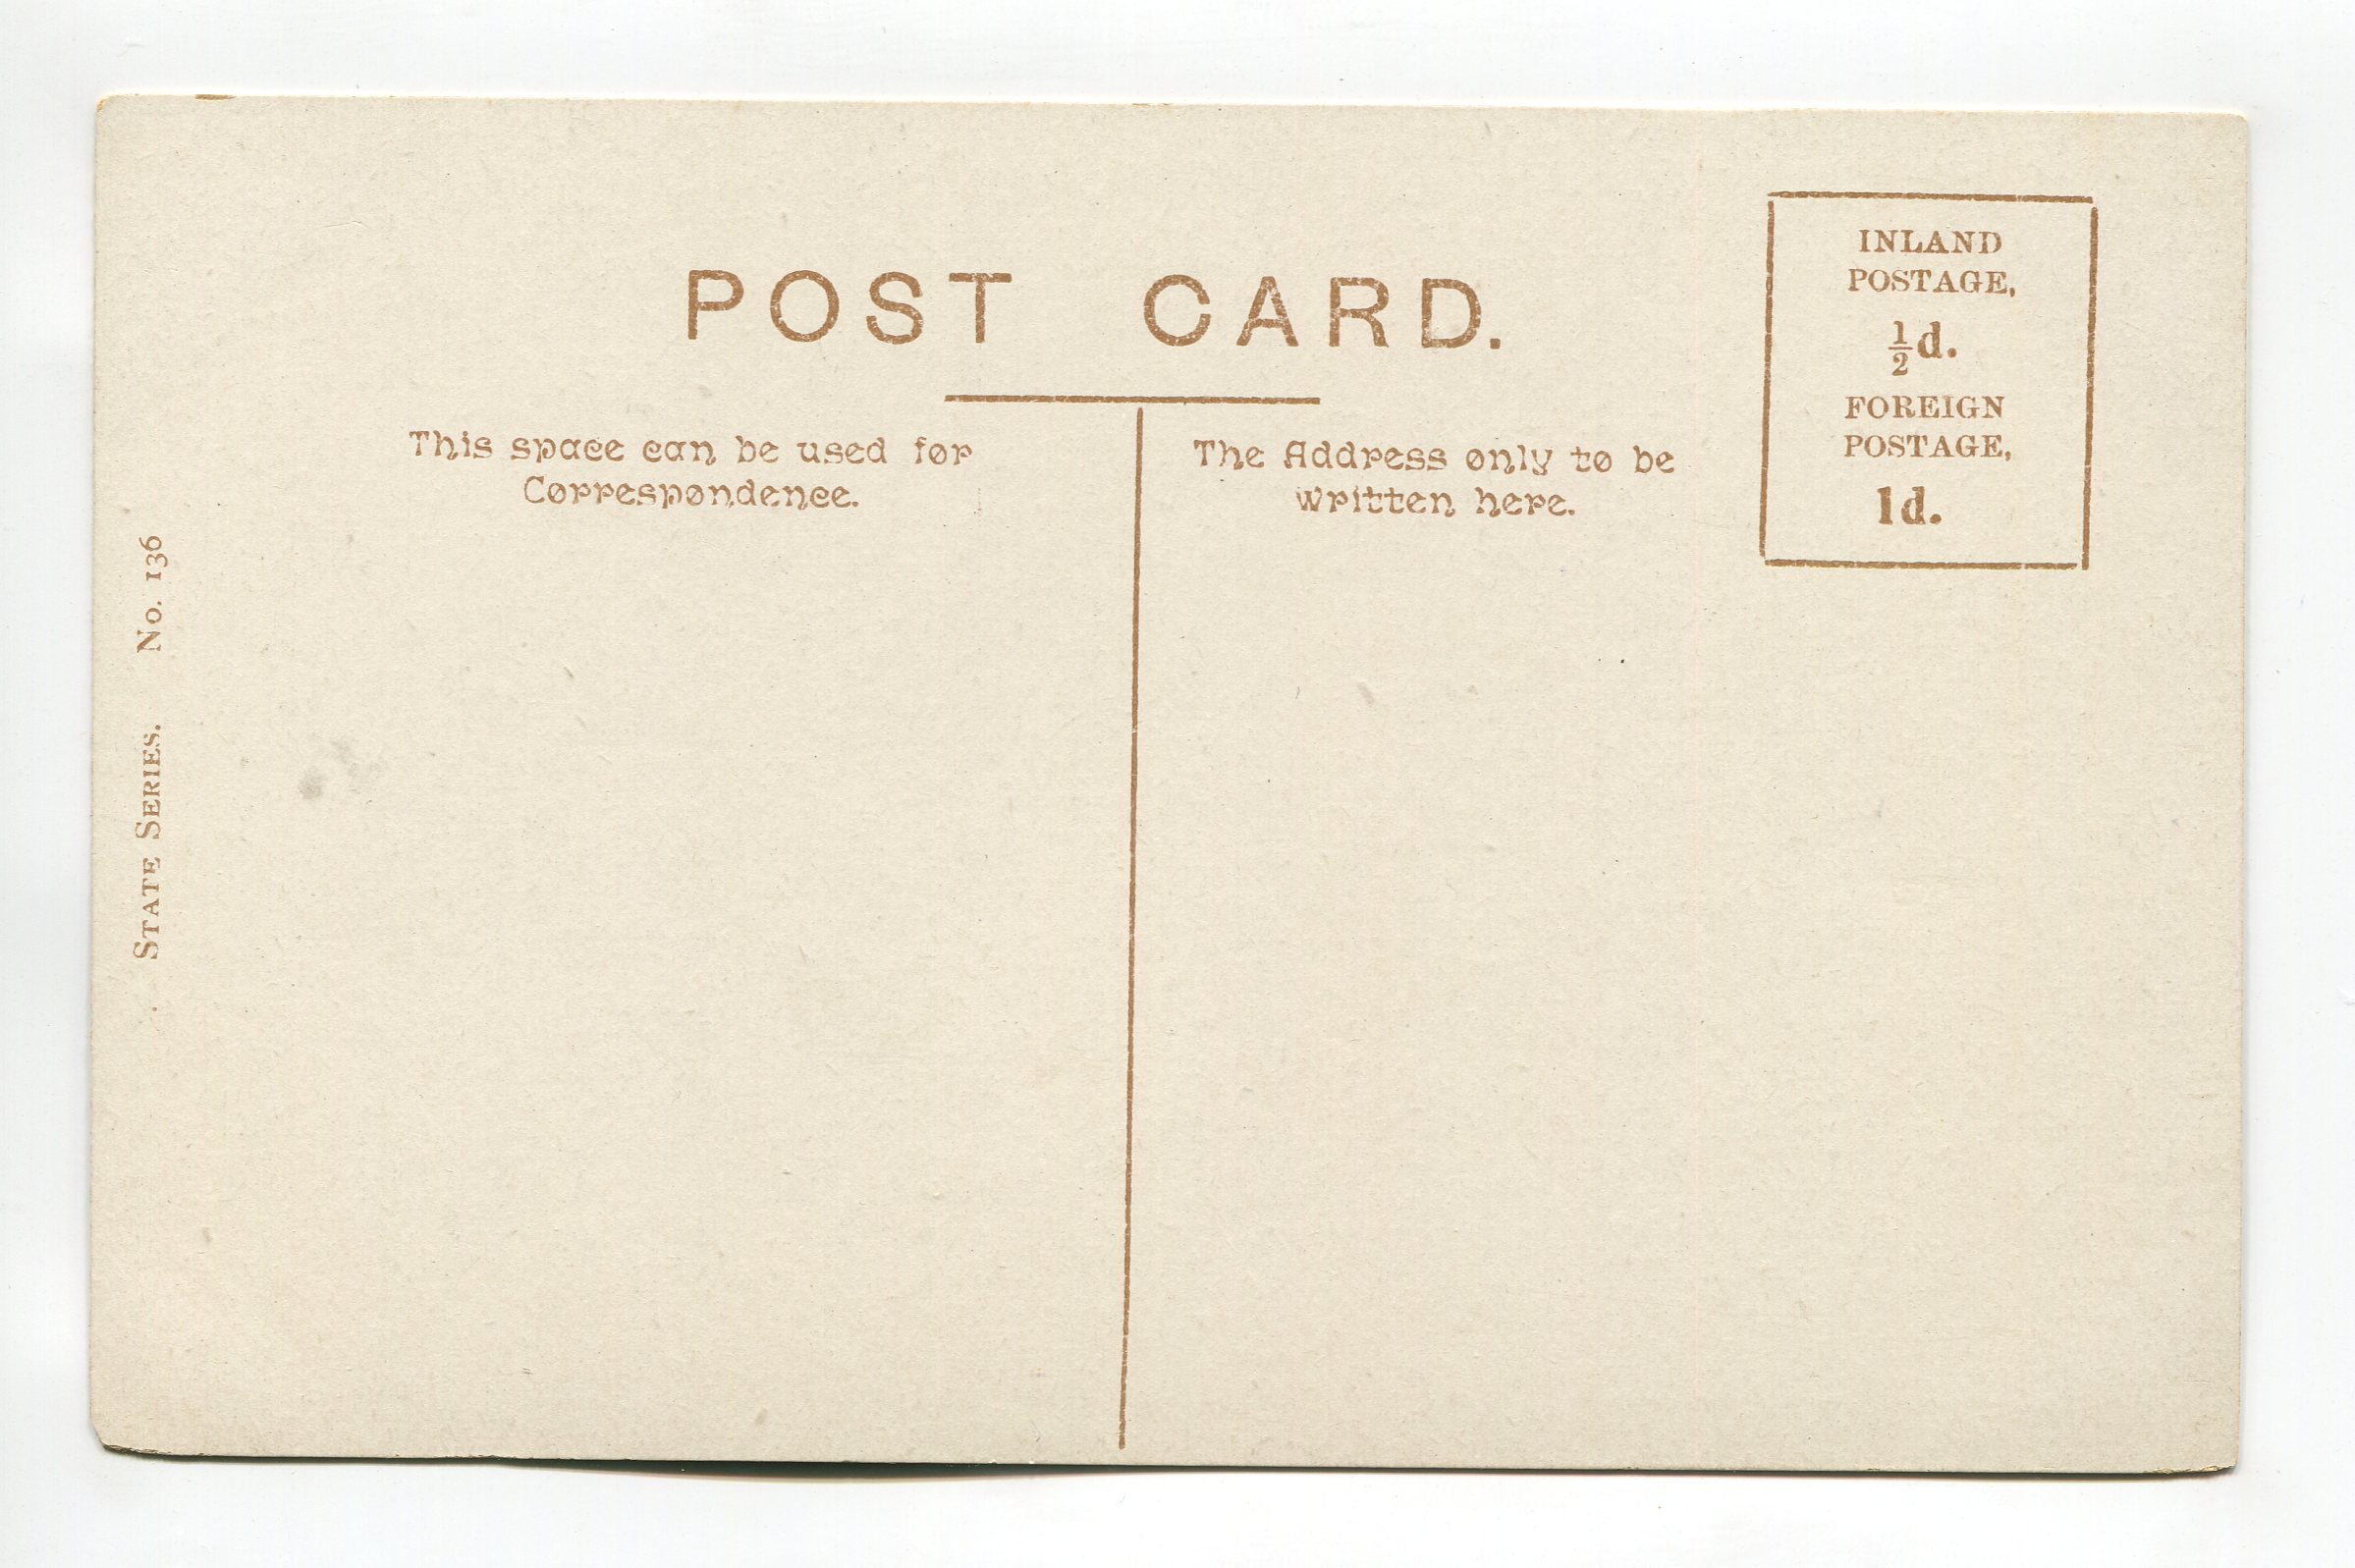 POST CARD.
This space can be used for
Correspondence.
The Address only to be
written here.
INLAND
POSTAGE,
½d.
FOREIGN
POSTAGE,
1d.
STATE SERIES. No. 136